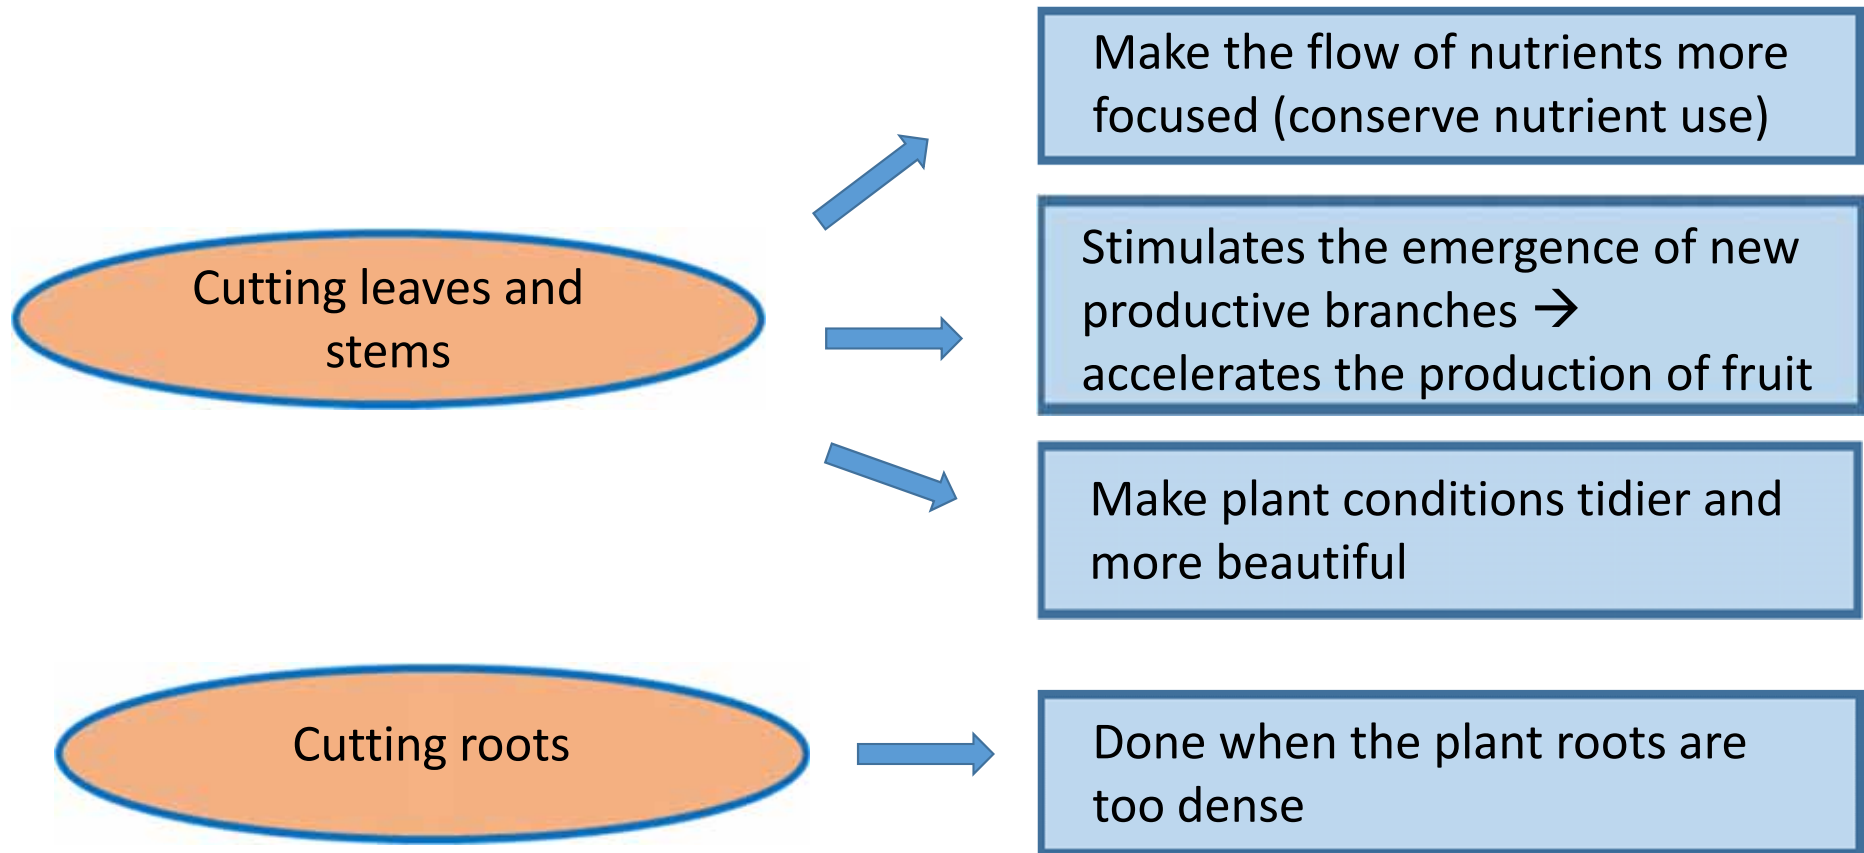 Cutting leaves and
stems
Make the flow of nutrients more
focused (conserve nutrient use)
Stimulates the emergence of new
productive branches →
accelerates the production of fruit
Make plant conditions tidier and
more beautiful
Cutting roots
Done when the plant roots are
too dense